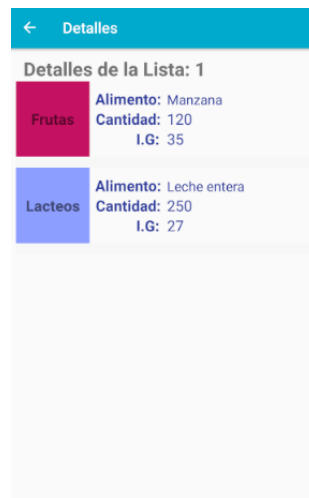 Detalles
Detalles de la Lista: 1
Frutas
Alimento: Manzana
Cantidad: 120
I.G: 35
Lacteos
Alimento: Leche entera
Cantidad: 250
I.G: 27